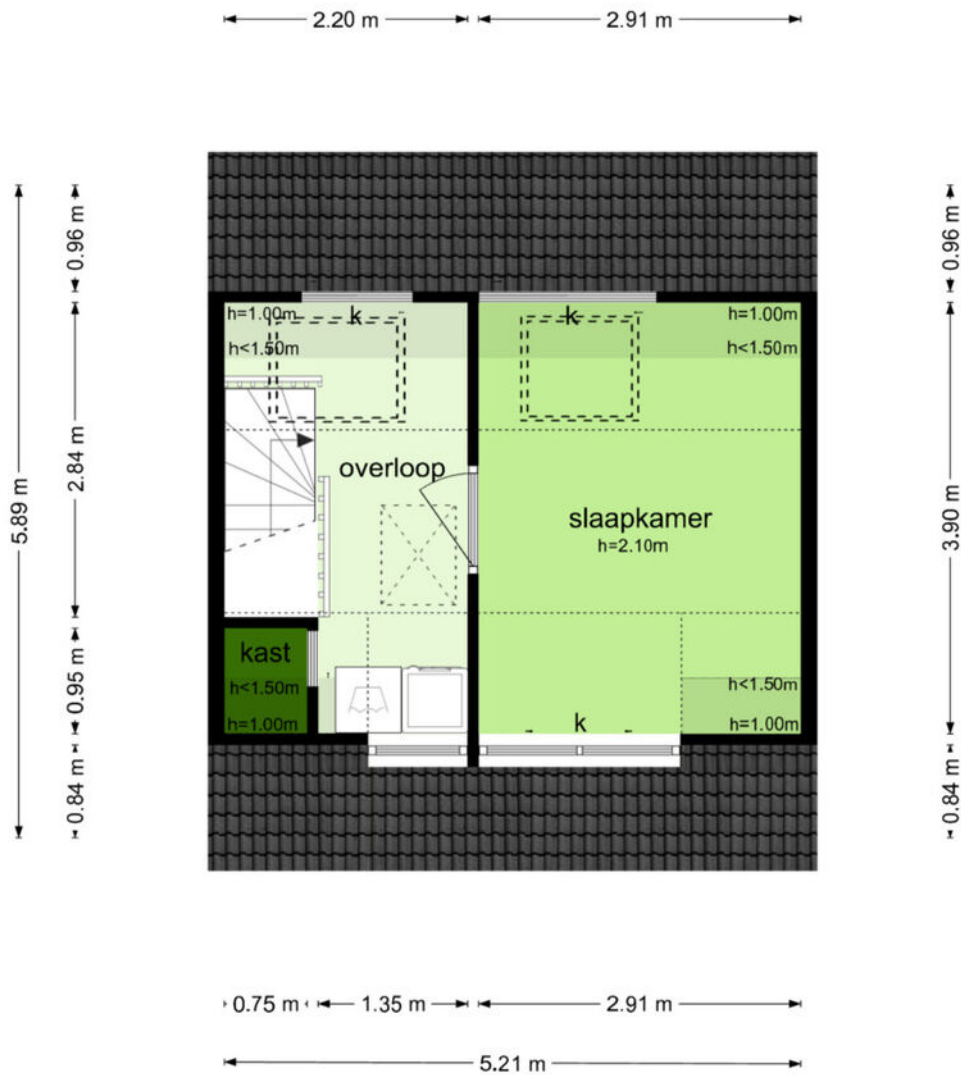 2.20 m
2.91 m
0.96 m
0.96 m
h=1.00m
k
k
h=1.00m
h<1.50m
h<1.50m
2.84 m
overloop
slaapkamer
h=2.10m
5.89 m
3.90 m
kast
0.95 m
h<1.50m
h<1.50m
h=1.00m
k
h=1.00m
0.84 m
0.84 m
0.75 m
1.35 m
2.91 m
5.21 m